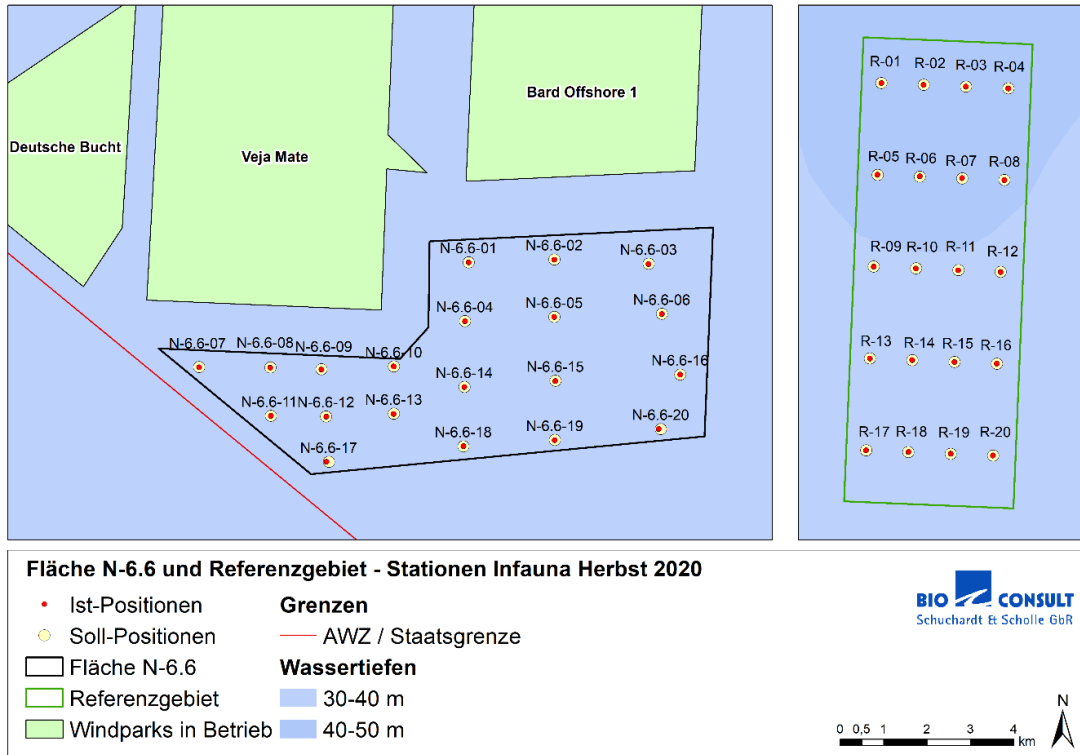 Deutsche Bucht
Veja Mate
Bard Offshore 1
N-6.6-01
N-6.6-02
N-6.6-03
N-6.6-04
N-6.6-05
N-6.6-06
N-6.6-07
N-6.6-08
N-6.6-09
N-6.6-10
N-6.6-14
N-6.6-15
N-6.6-16
N-6.6-11
N-6.6-12
N-6.6-13
N-6.6-17
N-6.6-18
N-6.6-19
N-6.6-20
R-01 R-02 R-03 R-04
R-05 R-06 R-07 R-08
R-09 R-10 R-11 R-12
R-13 R-14 R-15 R-16
R-17 R-18 R-19 R-20
Fläche N-6.6 und Referenzgebiet - Stationen Infauna Herbst 2020
Ist-Positionen
Soll-Positionen
Fläche N-6.6
Referenzgebiet
Windparks in Betrieb
Grenzen
AWZ / Staatsgrenze
Wassertiefen
30-40 m
40-50 m
BIO CONSULT
Schuchardt & Scholle GbR
0 0,5 1 2 3 4
km
N